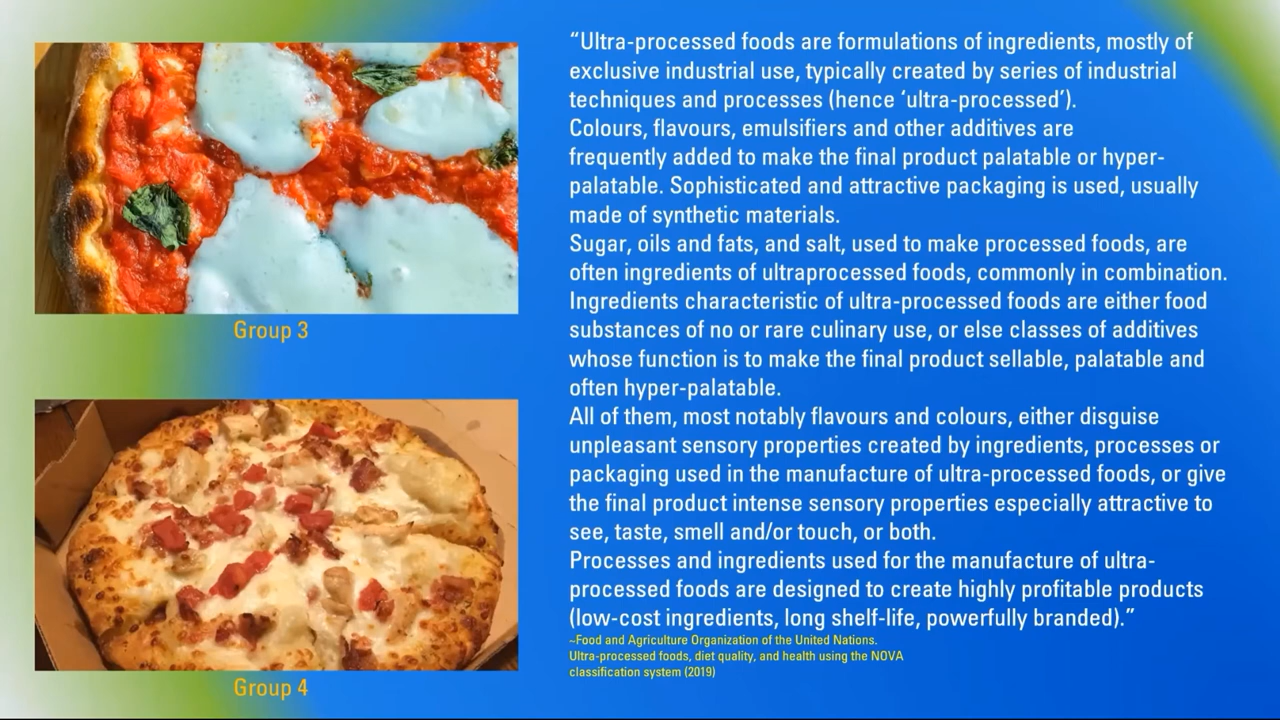 “Ultra-processed foods are formulations of ingredients, mostly of
exclusive industrial use, typically created by series of industrial
techniques and processes (hence ‘ultra-processed’).
Colours, flavours, emulsifiers and other additives are
frequently added to make the final product palatable or hyper-
palatable. Sophisticated and attractive packaging is used, usually
made of synthetic materials.
Sugar, oils and fats, and salt, used to make processed foods, are
often ingredients of ultraprocessed foods, commonly in combination.
Ingredients characteristic of ultra-processed foods are either food
substances of no or rare culinary use, or else classes of additives
whose function is to make the final product sellable, palatable and
often hyper-palatable.
All of them, most notably flavours and colours, either disguise
unpleasant sensory properties created by ingredients, processes or
packaging used in the manufacture of ultra-processed foods, or give
the final product intense sensory properties especially attractive to
see, taste, smell and/or touch, or both.
Processes and ingredients used for the manufacture of ultra-
processed foods are designed to create highly profitable products
(low-cost ingredients, long shelf-life, powerfully branded).”
~Food and Agriculture Organization of the United Nations.
Ultra-processed foods, diet quality, and health using the NOVA
classification system (2019)
Group 3
Group 4